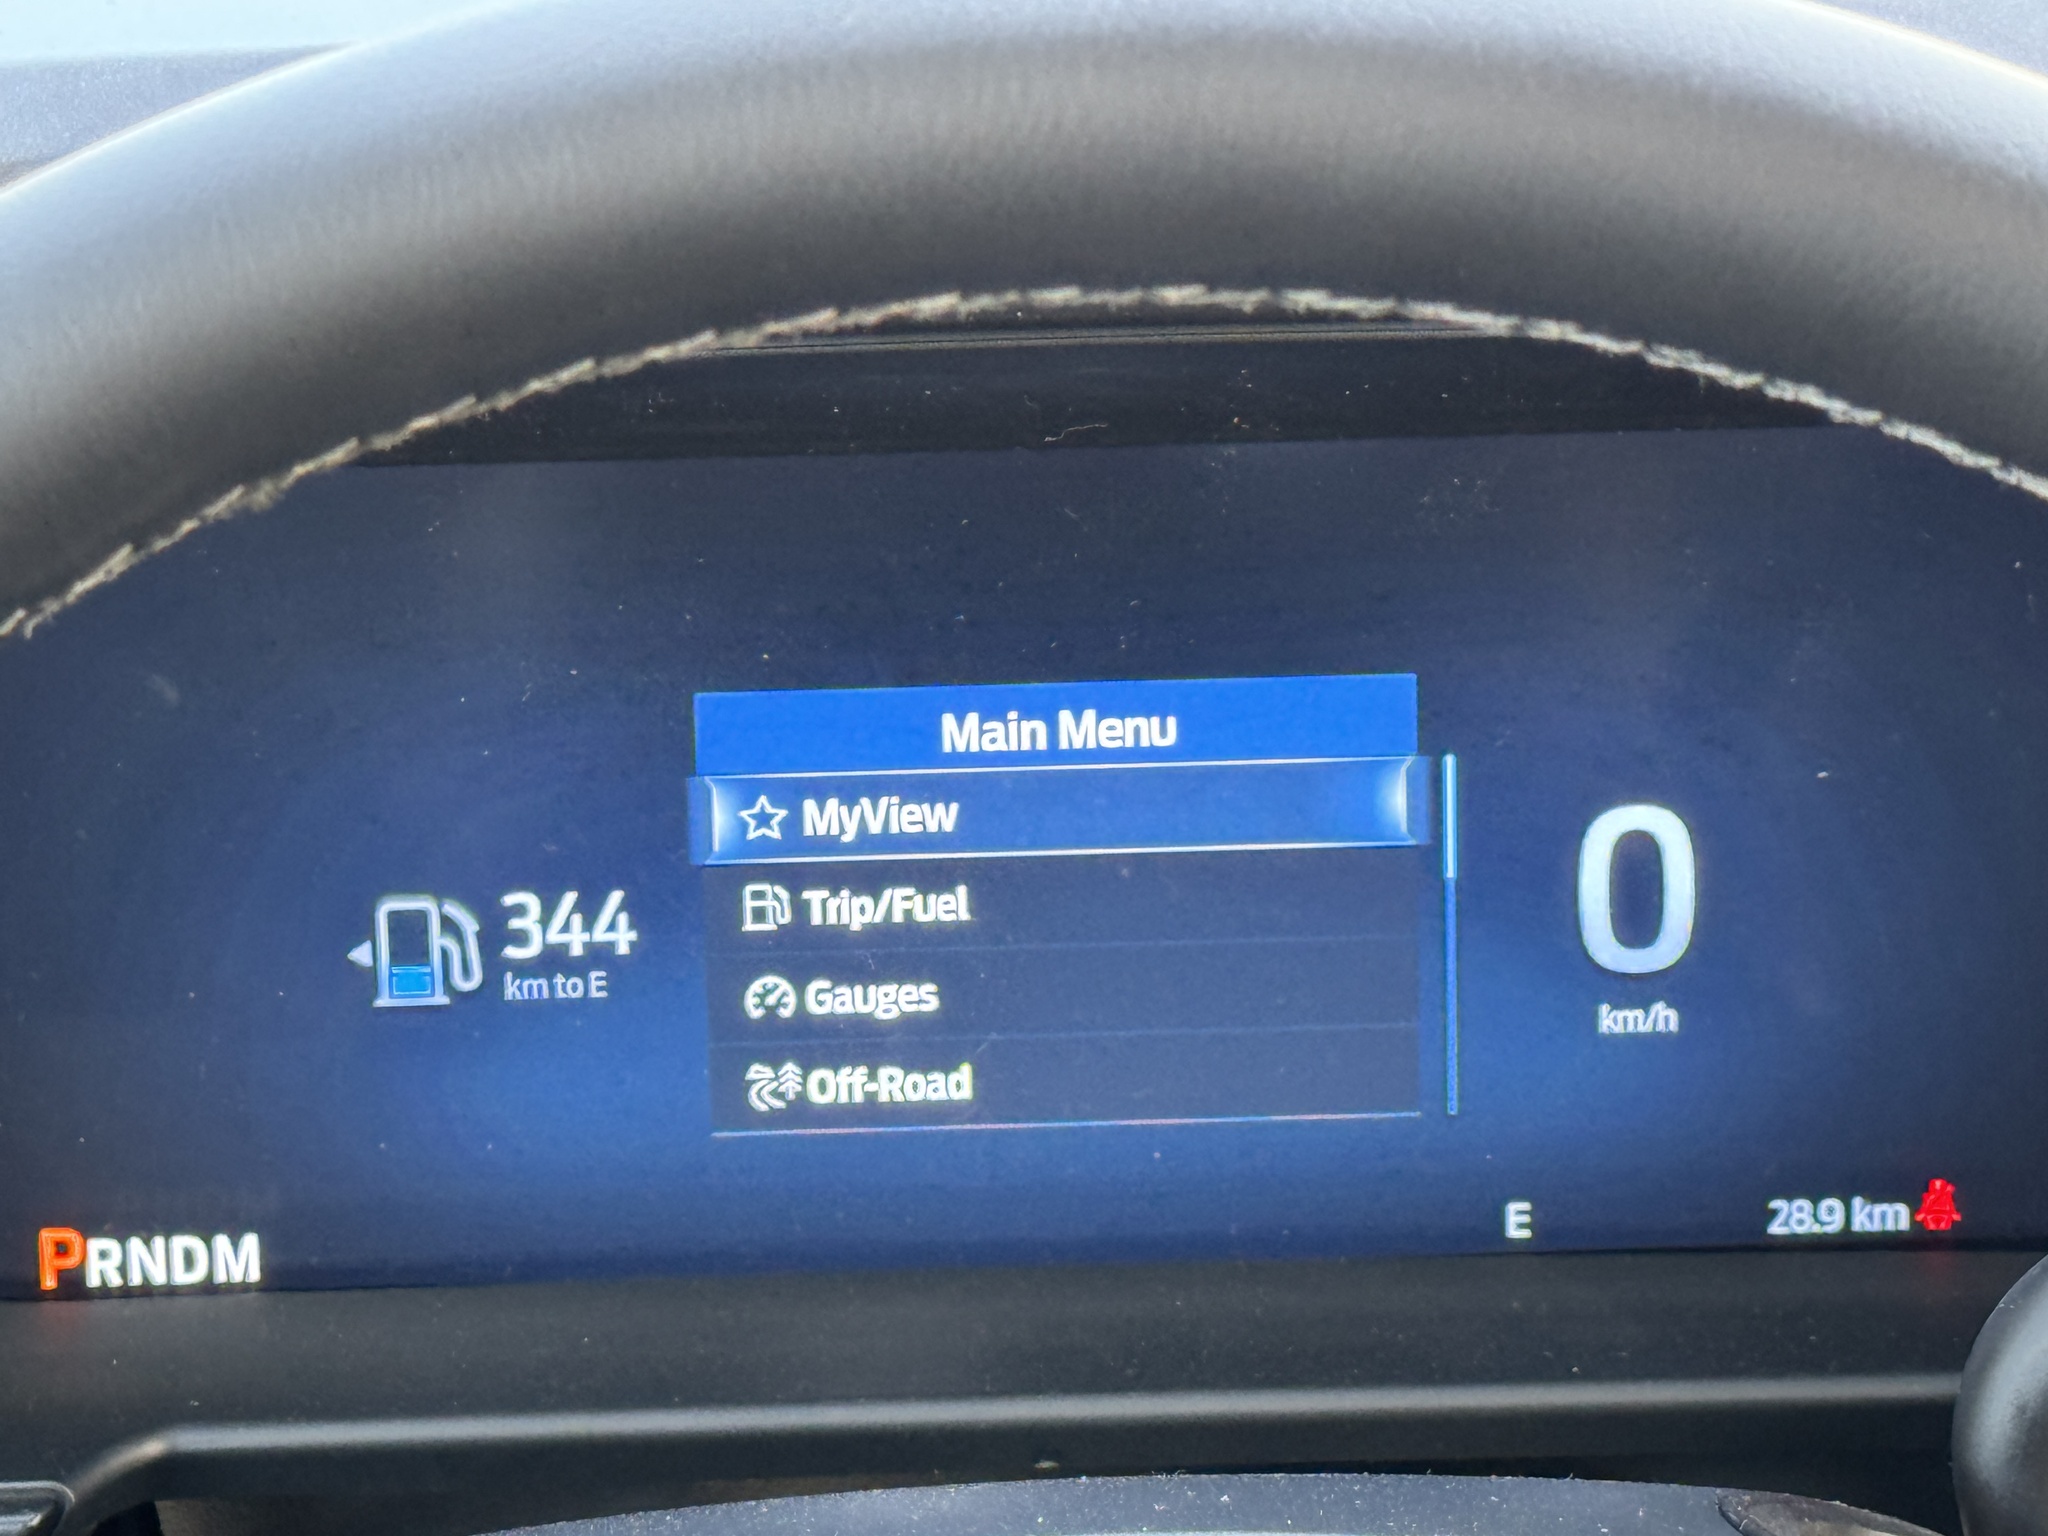 Main Menu
MyView
Trip/Fuel
Gauges
Off-Road
344
km to E
0
km/h
PRNDM
E
28.9 km